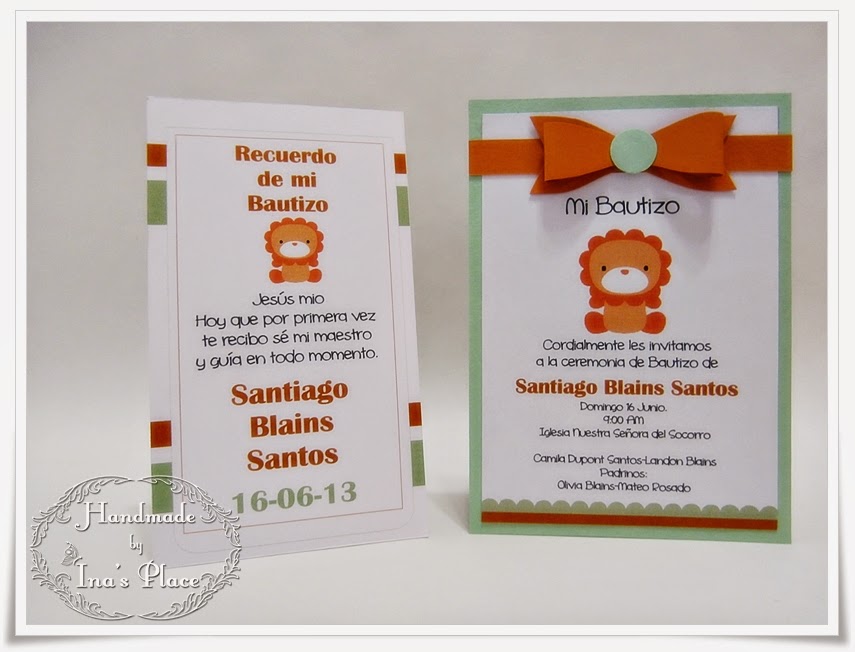 Recuerdo
de mi
Bautizo
Jesús mio
Hoy que por primera vez
te recibo sé mi maestro
y guía en todo momento.
Santiago
Blains
Santos
16-06-13
Mi Bautizo
Cordialmente les invitamos
a la ceremonia de Bautizo de
Santiago Blains Santos
Domingo 16 Junio.
9:00 AM
Iglesia Nuestra Señora del Socorro
Camila Dupont Santos-Landon Blains
Padrinos:
Olivia Blains-Mateo Rosado
Handmade
by
Ina's Place